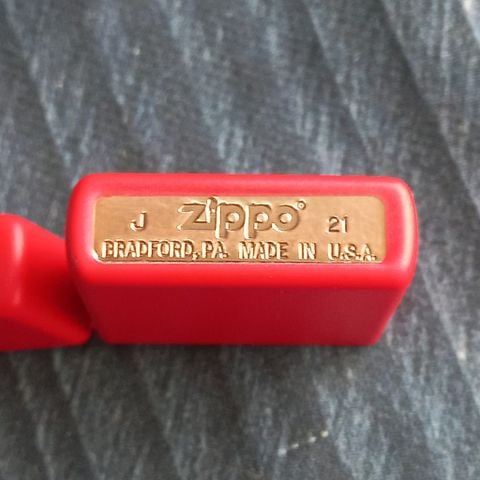 J zippo® 21
BRADFORD, PA. MADE IN U.S.A.